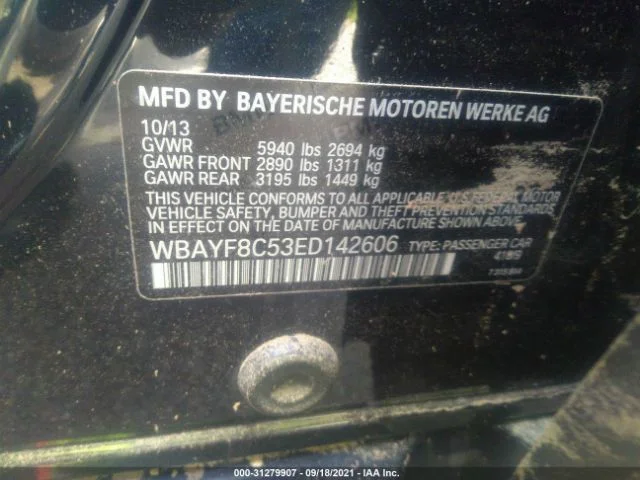 MFD BY BAYERISCHE MOTOREN WERKE AG
10/13
GVWR 5940 lbs 2694 kg
GAWR FRONT 2890 lbs 1311 kg
GAWR REAR 3195 lbs 1449 kg
THIS VEHICLE CONFORMS TO ALL APPLICABLE U.S. FEDERAL MOTOR
VEHICLE SAFETY, BUMPER AND THEFT PREVENTION STANDARDS
IN EFFECT ON THE DATE OF MANUFACTURE SHOWN ABOVE.
WBAYF8C53ED142606 TYPE: PASSENGER CAR
000-31279907 - 09/18/2021 - IAA Inc.